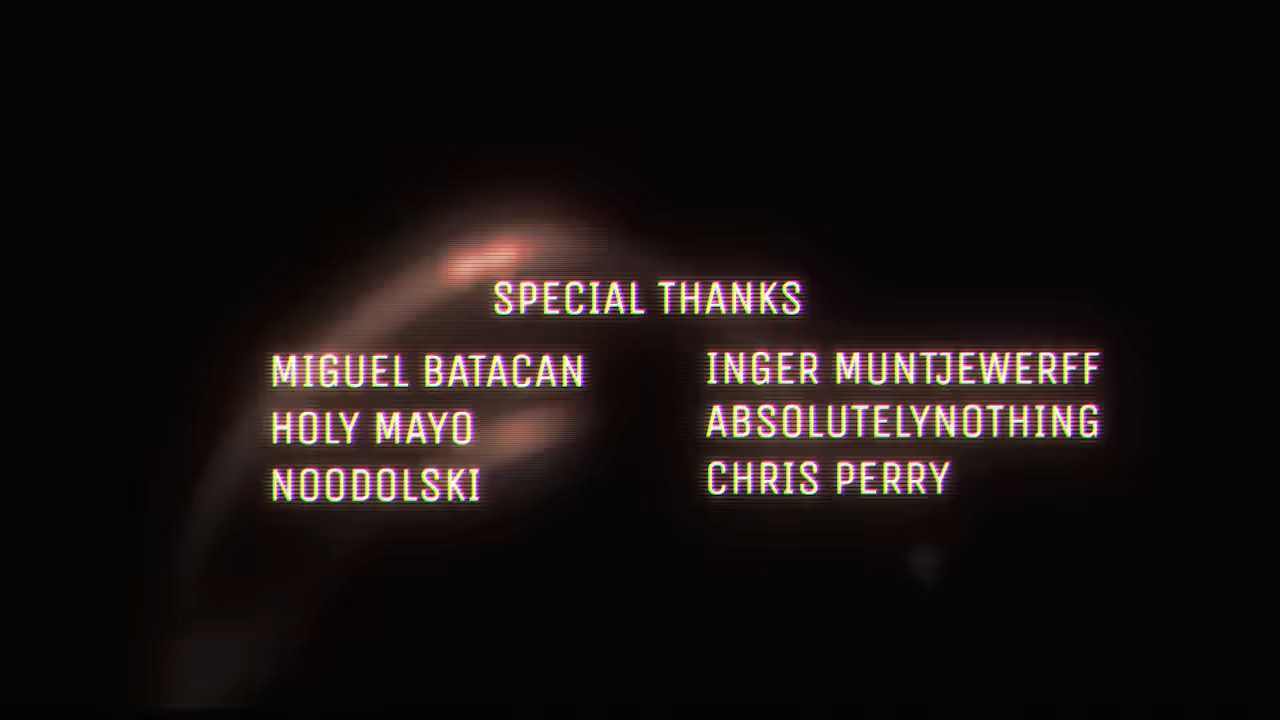 SPECIAL THANKS
MIGUEL BATACAN
HOLY MAYO
NOODOLSKI
INGER MUNTJEWERFF
ABSOLUTELYNOTHING
CHRIS PERRY